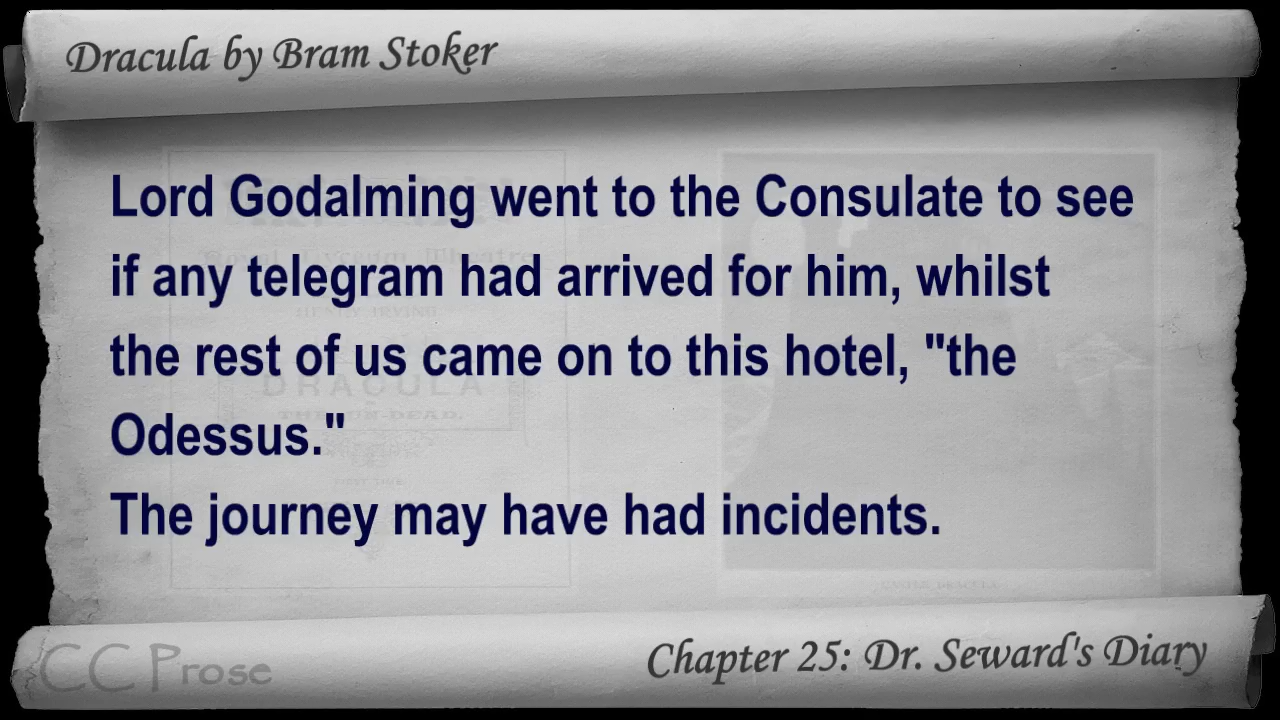 Dracula by Bram Stoker
Lord Godalming went to the Consulate to see
if any telegram had arrived for him, whilst
the rest of us came on to this hotel, "the
Odessus."
The journey may have had incidents.
CC Prose
Chapter 25: Dr. Seward's Diary